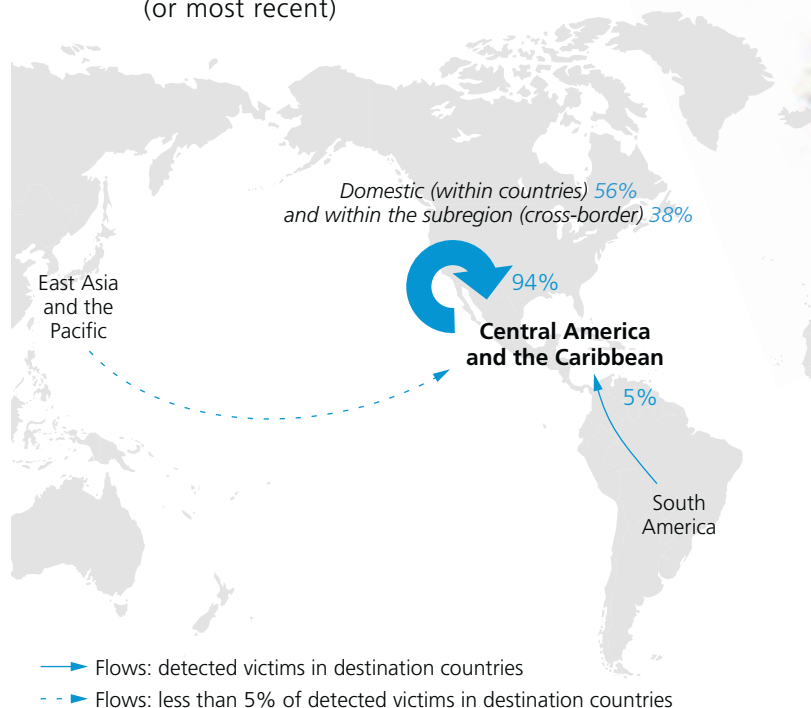 (or most recent)
Domestic (within countries) 56%
and within the subregion (cross-border) 38%
East Asia
and the
Pacific
94%
Central America
and the Caribbean
5%
South
America
Flows: detected victims in destination countries
Flows: less than 5% of detected victims in destination countries